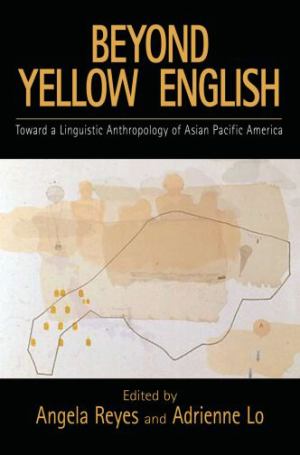 BEYOND
YELLOW ENGLISH
Toward a Linguistic Anthropology of Asian Pacific America
Edited by
Angela Reyes and Adrienne Lo